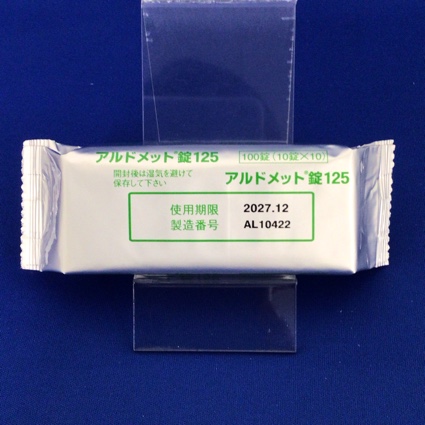 アルドメット®錠125
100錠(10錠×10)
開封後は湿気を避けて
保存して下さい
アルドメット®錠125
使用期限 2027.12
製造番号 AL10422